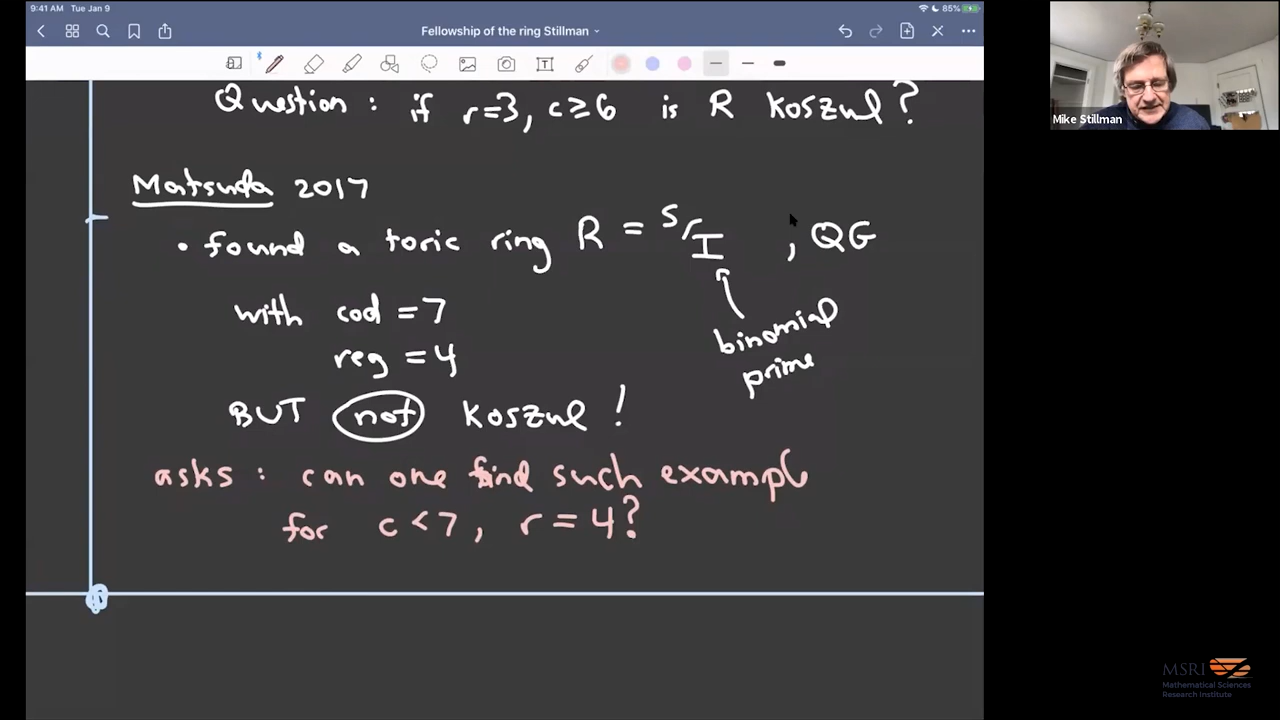 9:41 AM Tue Jan 9
85%
Fellowship of the ring Stillman
Question : if r=3, c≥6 is R koszul?
Matsuda 2017
• found a toric ring R = S/I , QG
with cod = 7
reg = 4
binomial
prime
BUT not koszul !
asks : can one find such example
for c < 7, r = 4?
Mike Stillman
MSRI
Mathematical Sciences
Research Institute